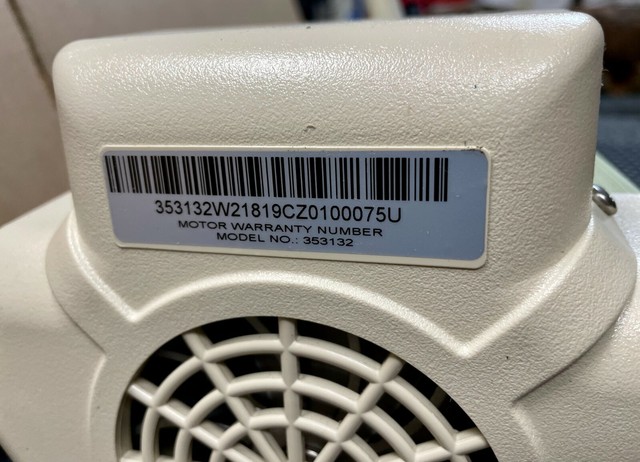 353132W21819CZ0100075U
MOTOR WARRANTY NUMBER
MODEL NO.: 353132